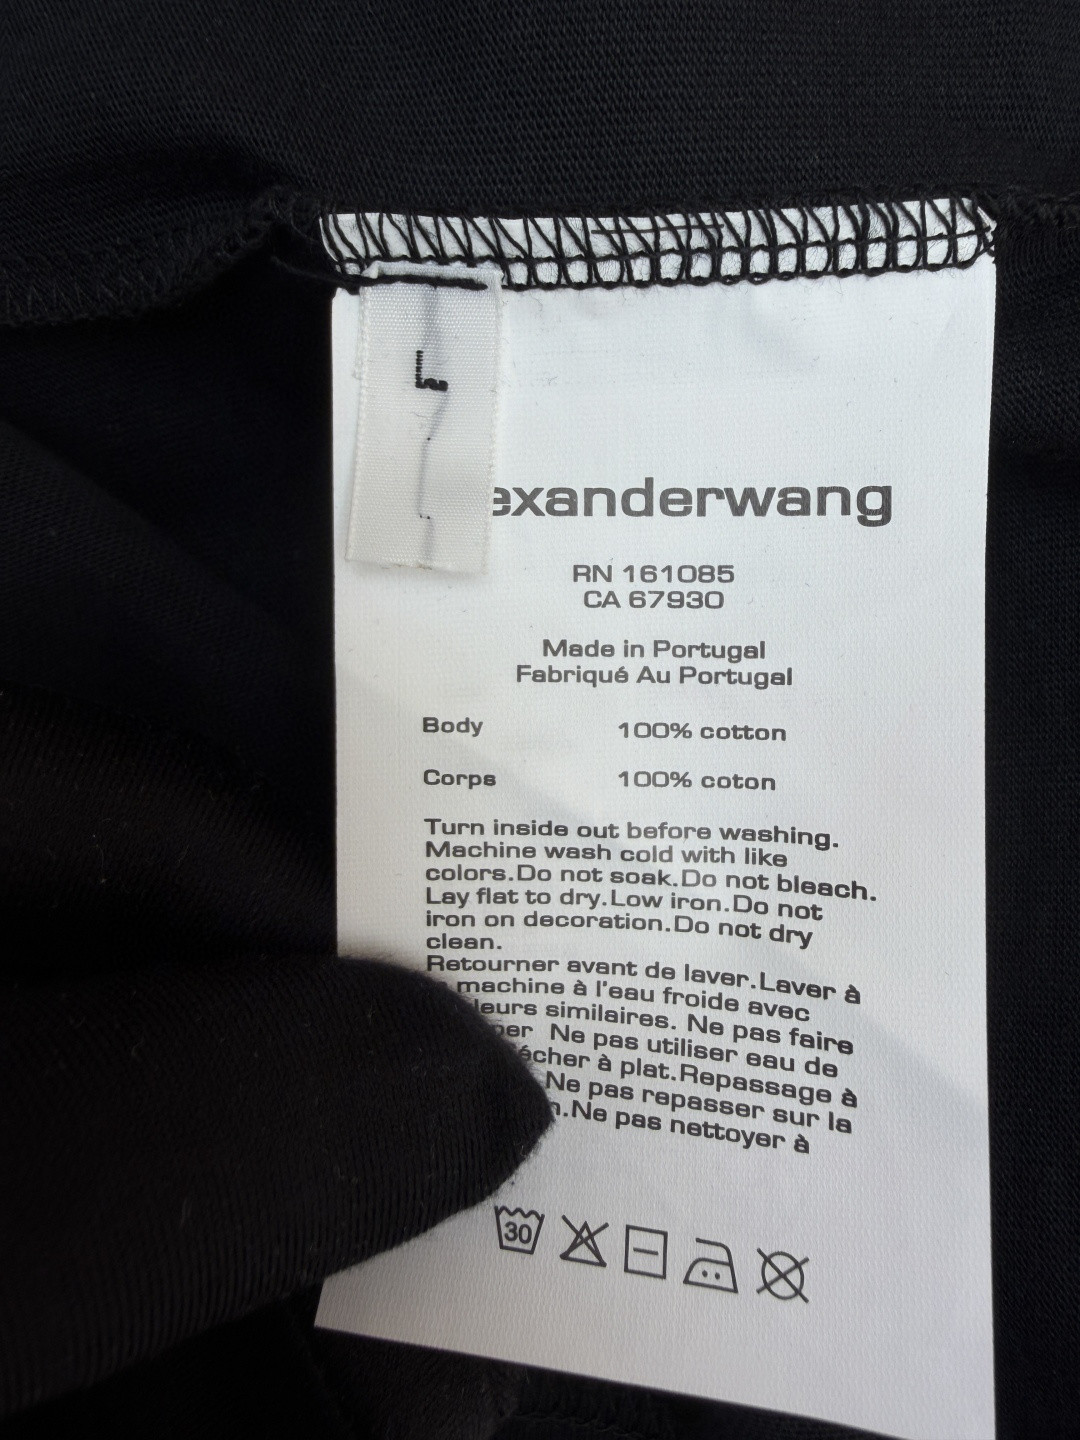 exanderwang
RN 161085
CA 67930
Made in Portugal
Fabriqué Au Portugal
Body 100% cotton
Corps 100% coton
Turn inside out before washing.
Machine wash cold with like
colors.Do not soak.Do not bleach.
Lay flat to dry.Low iron.Do not
iron on decoration.Do not dry
clean.
Retourner avant de laver.Laver à
machine à l'eau froide avec
leurs similaires. Ne pas faire
per Ne pas utiliser eau de
écher à plat.Repassage à
Ne pas repasser sur la
n.Ne pas nettoyer à
30